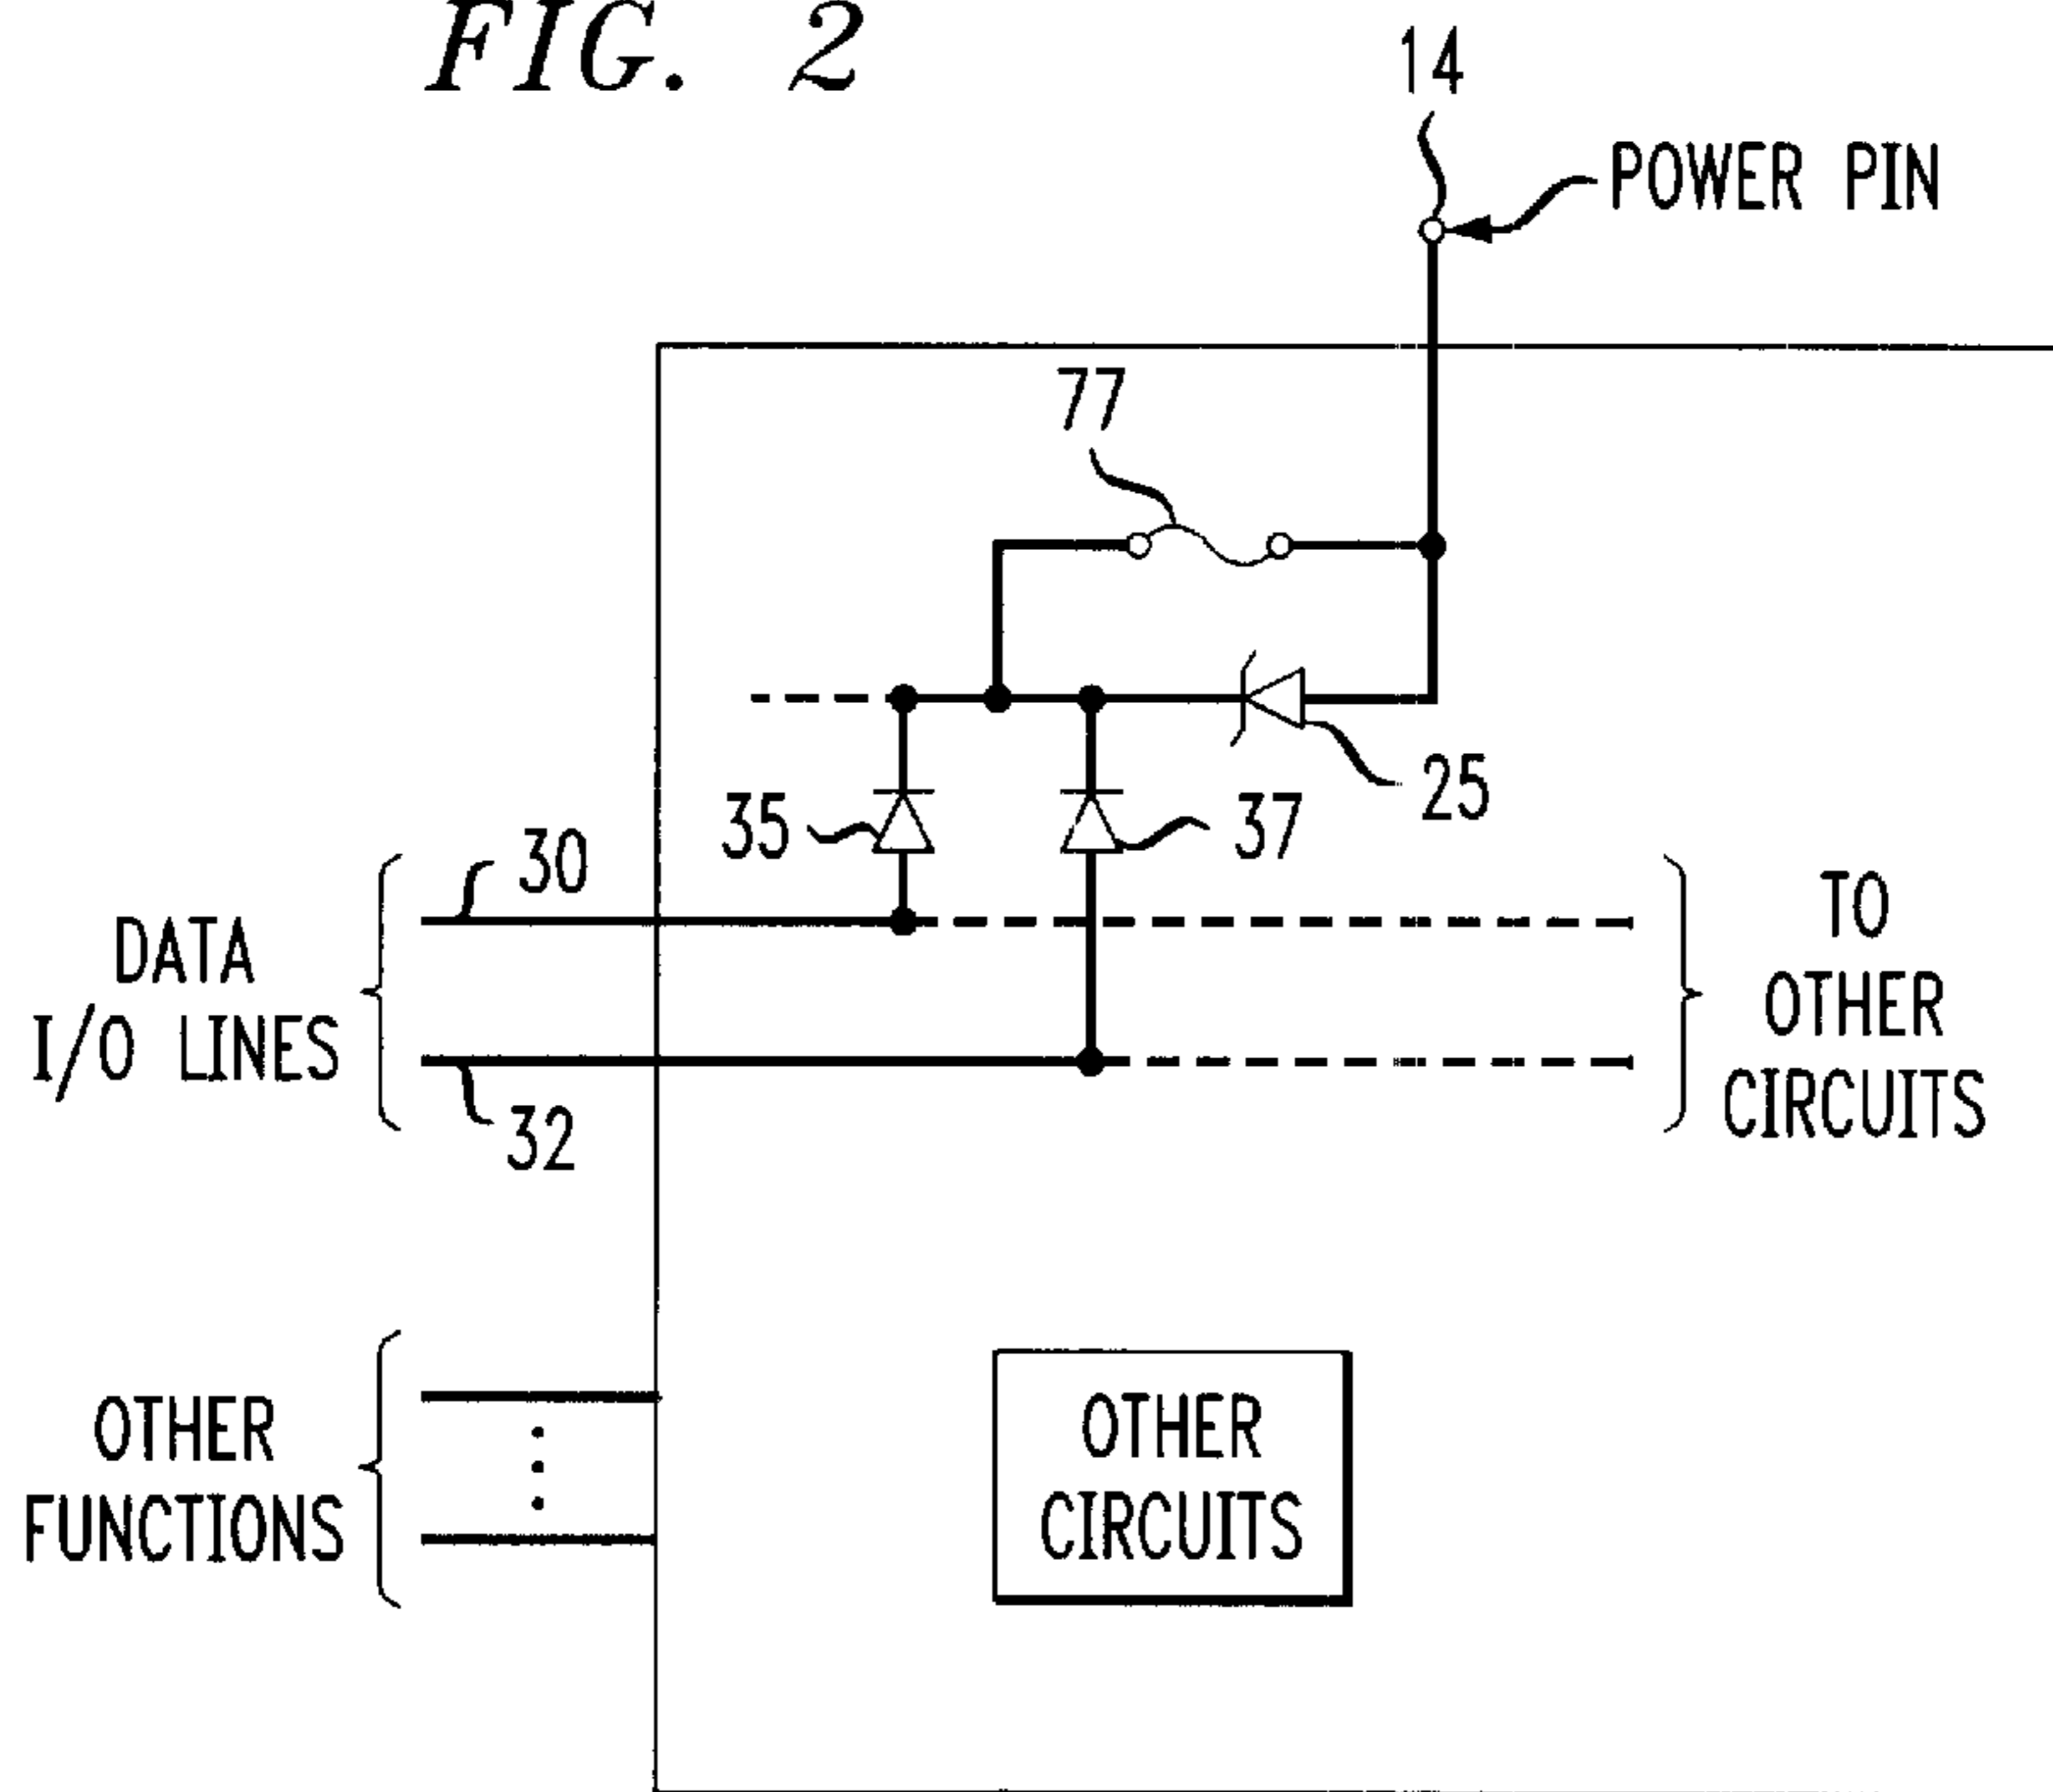 FIG. 2
14
POWER PIN
77
25
35
37
30
DATA
I/O LINES
32
TO
OTHER
CIRCUITS
OTHER
FUNCTIONS
OTHER
CIRCUITS